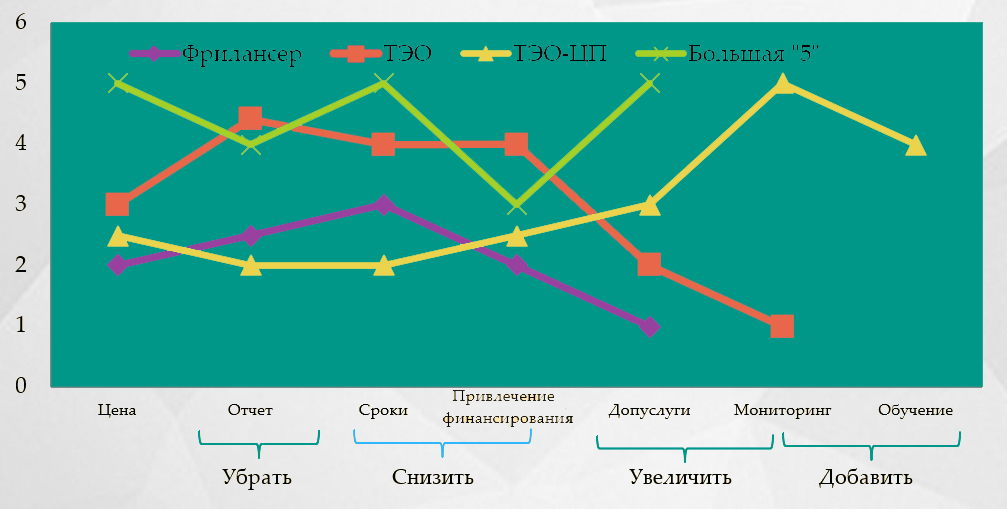 6
Фрилансер ТЭО ТЭО-ЦП Большая "5"
5
4
3
2
1
0
Цена Отчет Сроки Привлечение финансирования Допуслуги Мониторинг Обучение
Убрать Снизить Увеличить Добавить